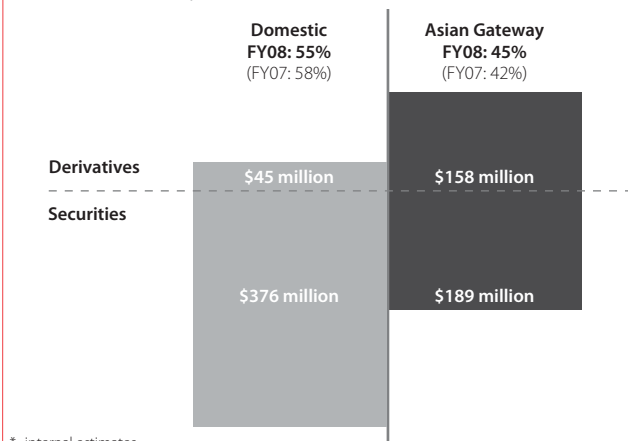 Domestic
FY08: 55%
(FY07: 58%)
Asian Gateway
FY08: 45%
(FY07: 42%)
Derivatives
$45 million
$158 million
Securities
$376 million
$189 million
* internal estimates